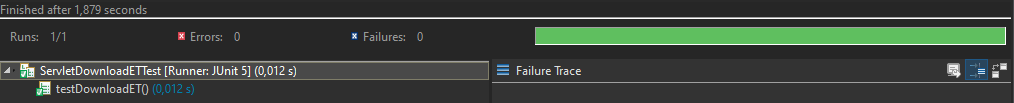 Finished after 1,879 seconds
Runs: 1/1 Errors: 0 Failures: 0
ServletDownloadETTest [Runner: JUnit 5] (0,012 s)
Failure Trace
testDownloadET() (0,012 s)